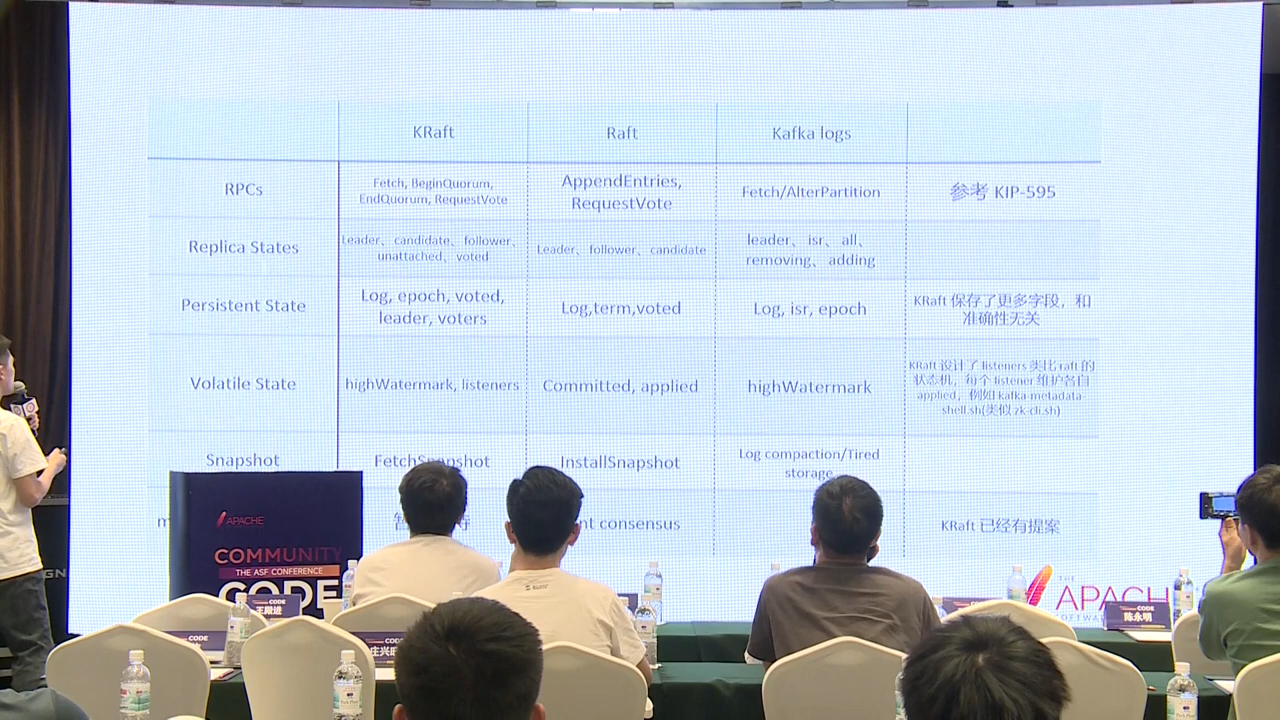 KRaft
Raft
Kafka logs
RPCs
Fetch, BeginQuorum,
EndQuorum, RequestVote
AppendEntries,
RequestVote
Fetch/AlterPartition
参考 KIP-595
Replica States
Leader、candidate、follower、
unattached、voted
Leader、follower、candidate
leader、isr、all、
removing、adding
Persistent State
Log, epoch, voted,
leader, voters
Log,term,voted
Log, isr, epoch
KRaft 保存了更多字段，和
准确性无关
Volatile State
highWatermark, listeners
Committed, applied
highWatermark
KRaft 设计了 listeners 类比 raft 的
状态机，每个 listener 维护各自
applied，例如 kafka-metadata-
shell.sh(类似 zk-cli.sh)
Snapshot
FetchSnapshot
InstallSnapshot
Log compaction/Tired
storage
consensus
KRaft 已经有提案
APACHE
COMMUNITY
THE ASF CONFERENCE
CODE
THE
APACH
CODE
CODE
CODE
陈永明